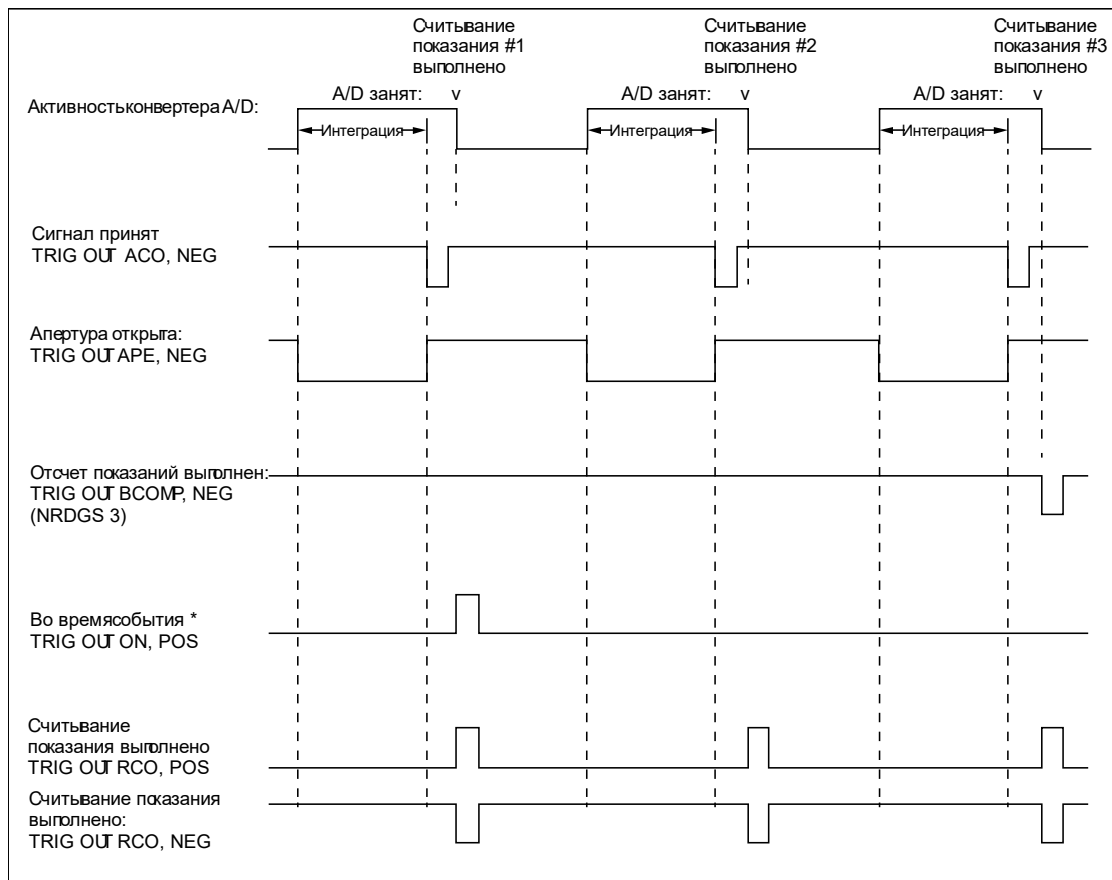 Считывание
показания #1
выполнено
Считывание
показания #2
выполнено
Считывание
показания #3
выполнено
Активностьконвертера A/D:
A/D занят: v
A/D занят: v
A/D занят: v
Интеграция
Интеграция
Интеграция
Сигнал принят
TRIG OUT ACO, NEG
Апертура открыта:
TRIG OUT APE, NEG
Отсчет показаний выполнен:
TRIG OUT BCOMP, NEG
(NRDGS 3)
Во времясобытия *
TRIG OUT ON, POS
Считывание
показания выполнено
TRIG OUT RCO, POS
Считывание показания
выполнено:
TRIG OUT RCO, NEG